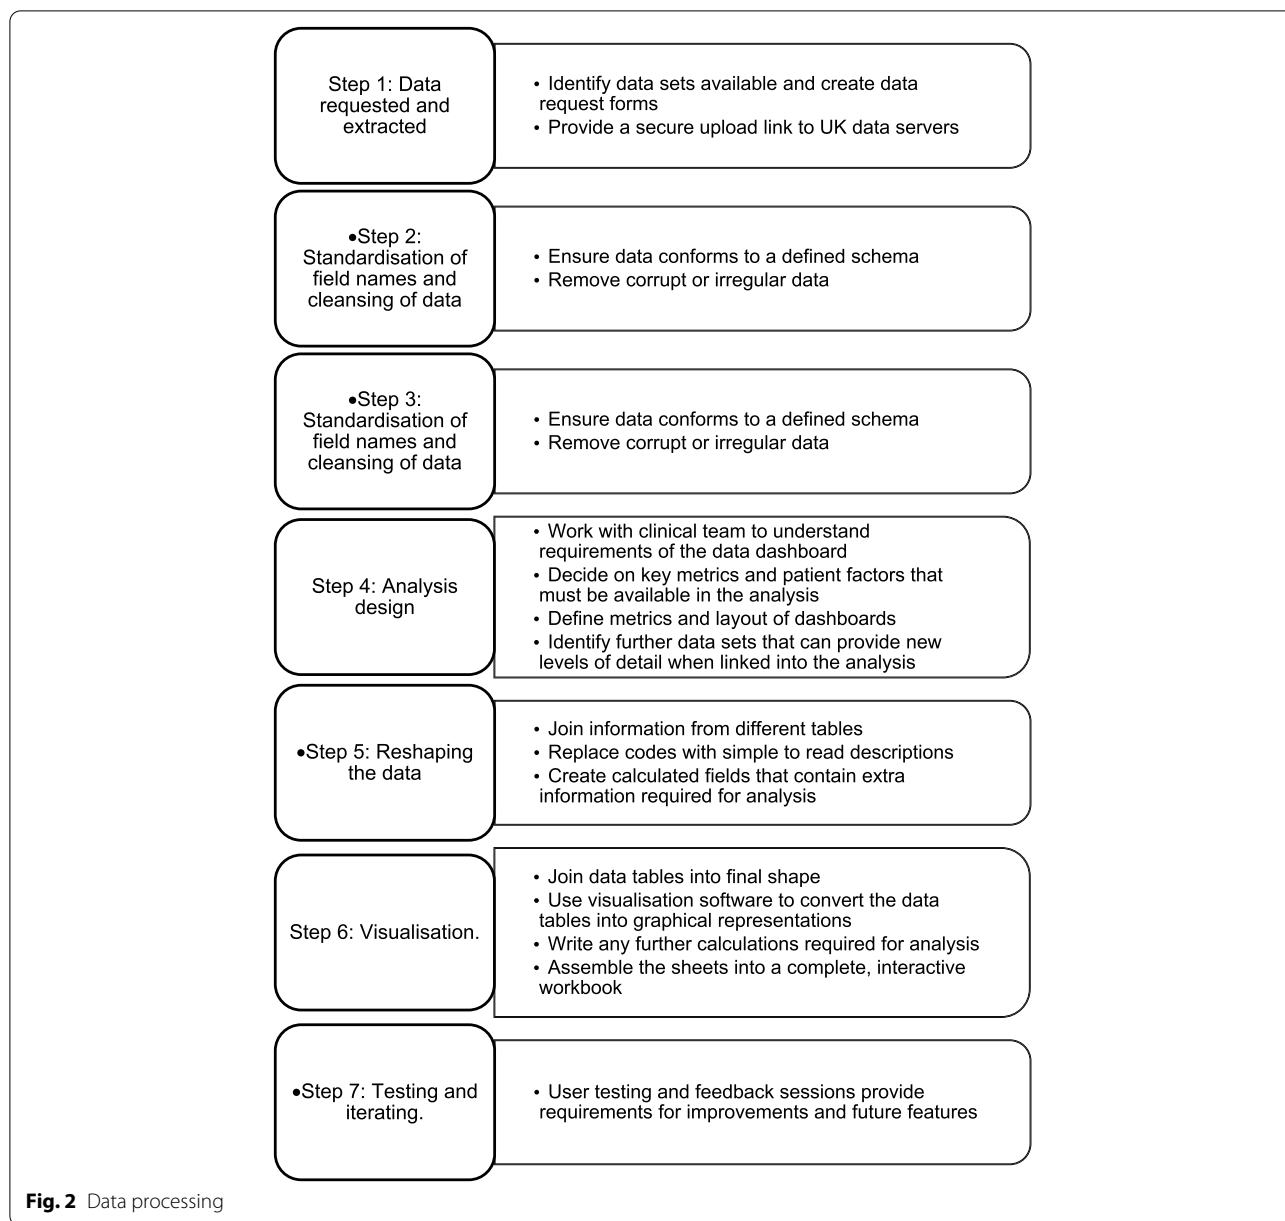 Step 1: Data
requested and
extracted
• Identify data sets available and create data
request forms
• Provide a secure upload link to UK data servers
•Step 2:
Standardisation of
field names and
cleansing of data
• Ensure data conforms to a defined schema
• Remove corrupt or irregular data
•Step 3:
Standardisation of
field names and
cleansing of data
• Ensure data conforms to a defined schema
• Remove corrupt or irregular data
Step 4: Analysis
design
• Work with clinical team to understand
requirements of the data dashboard
• Decide on key metrics and patient factors that
must be available in the analysis
• Define metrics and layout of dashboards
• Identify further data sets that can provide new
levels of detail when linked into the analysis
•Step 5: Reshaping
the data
• Join information from different tables
• Replace codes with simple to read descriptions
• Create calculated fields that contain extra
information required for analysis
Step 6: Visualisation.
• Join data tables into final shape
• Use visualisation software to convert the data
tables into graphical representations
• Write any further calculations required for analysis
• Assemble the sheets into a complete, interactive
workbook
•Step 7: Testing and
iterating.
• User testing and feedback sessions provide
requirements for improvements and future features
Fig. 2 Data processing